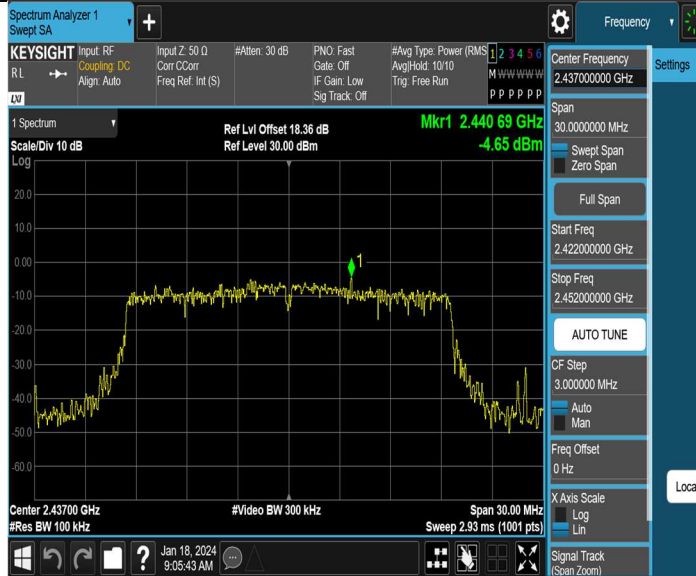 Spectrum Analyzer 1
Swept SA
+
Frequency
KEYSIGHT
RL
LXI
Input: RF
Coupling: DC
Align: Auto
Input Z: 50 Ω
Corr CCorr
Freq Ref: Int (S)
#Atten: 30 dB
PNO: Fast
Gate: Off
IF Gain: Low
Sig Track: Off
#Avg Type: Power (RMS
Avg|Hold: 10/10
Trig: Free Run
1 2 3 4 5 6
M W W W W W
P P P P P P
1 Spectrum
Scale/Div 10 dB
Log
Ref Lvl Offset 18.36 dB
Ref Level 30.00 dBm
Mkr1 2.440 69 GHz
-4.65 dBm
20.0
10.0
0.00
1
-10.0
-20.0
-30.0
-40.0
-50.0
-60.0
Center 2.43700 GHz
#Res BW 100 kHz
#Video BW 300 kHz
Span 30.00 MHz
Sweep 2.93 ms (1001 pts)
?
Jan 18, 2024
9:05:43 AM
Center Frequency
2.437000000 GHz
Span
30.0000000 MHz
Swept Span
Zero Span
Full Span
Start Freq
2.422000000 GHz
Stop Freq
2.452000000 GHz
AUTO TUNE
CF Step
3.000000 MHz
Auto
Man
Freq Offset
0 Hz
X Axis Scale
Log
Lin
Signal Track
(Span Zoom)
Settings
Loca